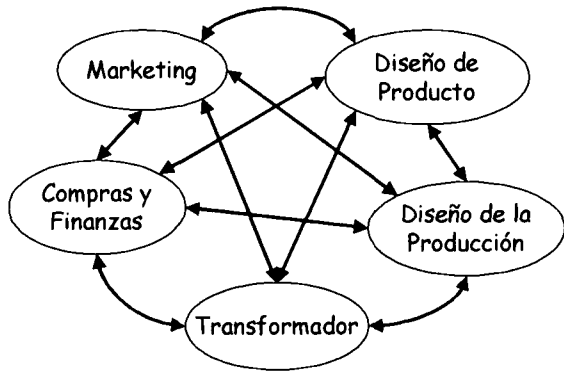 Marketing
Diseño de
Producto
Compras y
Finanzas
Diseño de la
Producción
Transformador